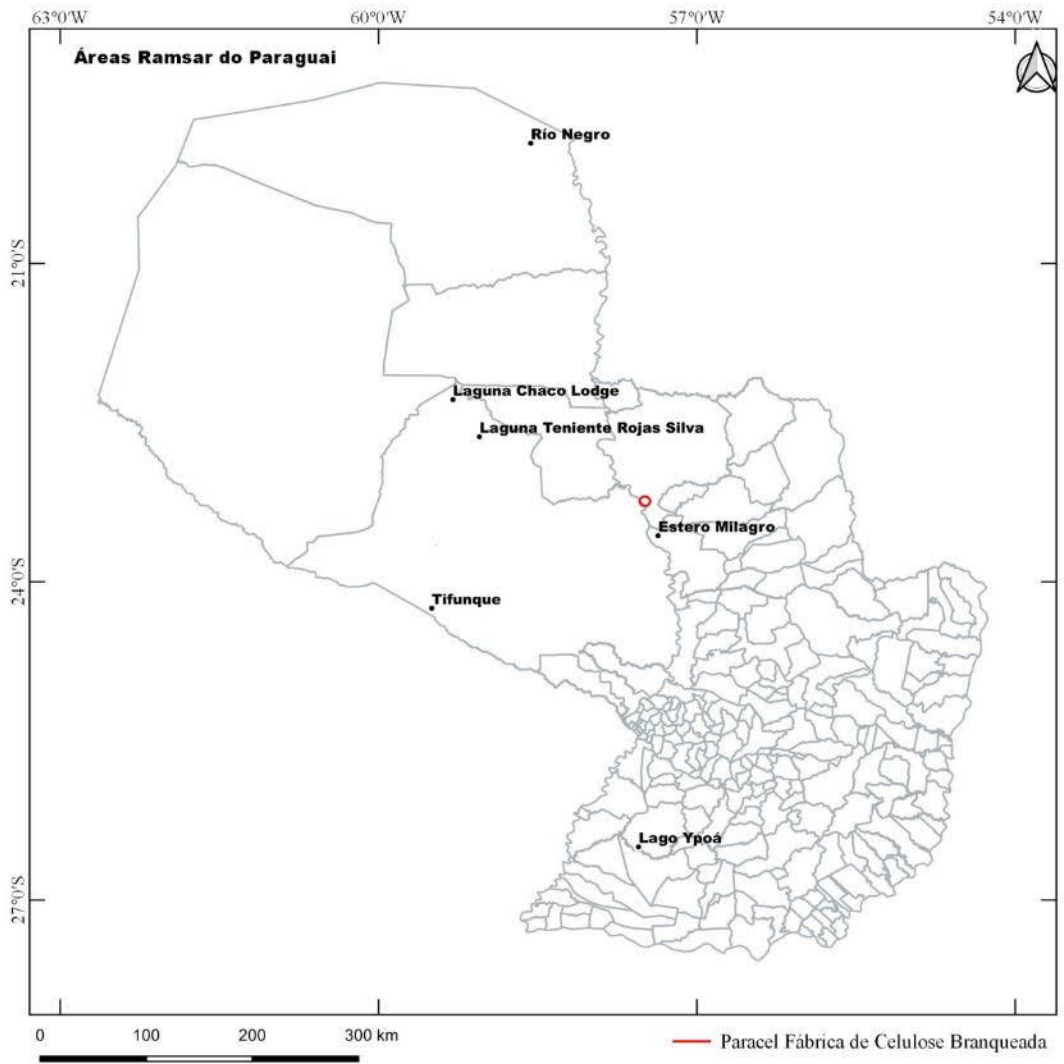 63°0'W 60°0'W 57°0'W 54°0'W
Áreas Ramsar do Paraguai
Río Negro
21°0'S
Laguna Chaco Lodge
Laguna Teniente Rojas Silva
Estero Milagro
24°0'S
Tifunque
Lago Ypoá
27°0'S
0 100 200 300 km
Paracel Fábrica de Celulose Branqueada